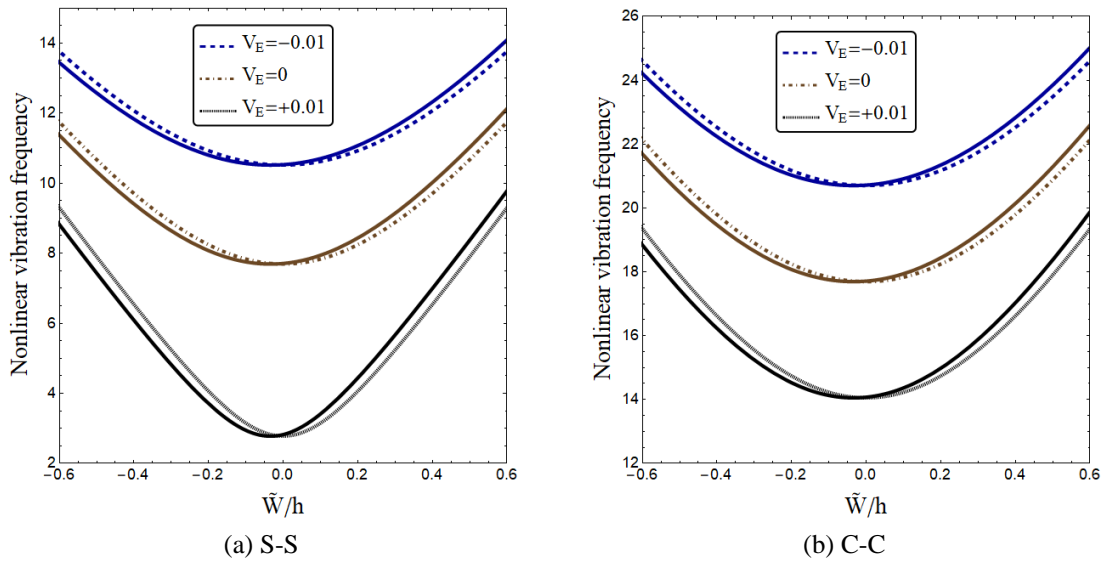 14
12
10
8
6
4
2
Nonlinear vibration frequency
V_E=−0.01
V_E=0
V_E=+0.01
−0.6 −0.4 −0.2 0.0 0.2 0.4 0.6
W̃/h
(a) S-S
26
24
22
20
18
16
14
12
Nonlinear vibration frequency
V_E=−0.01
V_E=0
V_E=+0.01
−0.6 −0.4 −0.2 0.0 0.2 0.4 0.6
W̃/h
(b) C-C